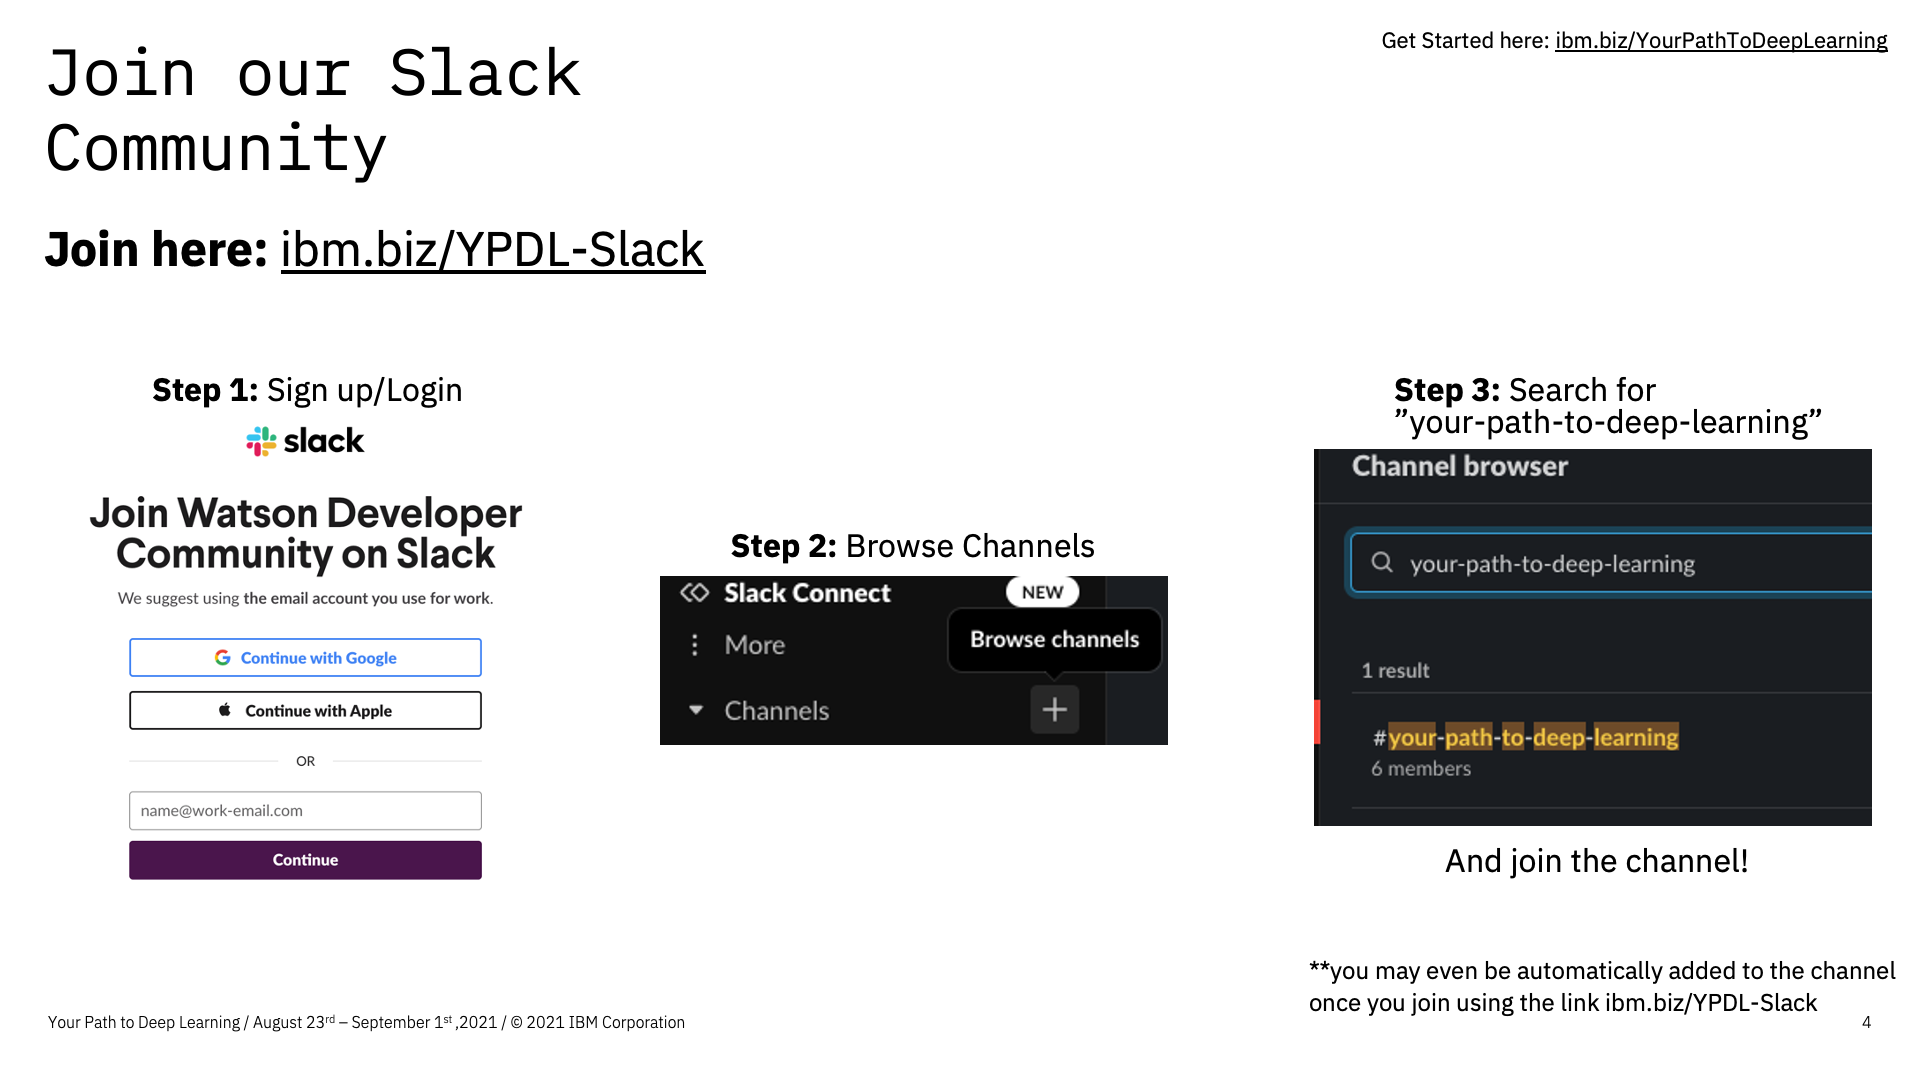 Get Started here: ibm.biz/YourPathToDeepLearning
Join our Slack
Community
Join here: ibm.biz/YPDL-Slack
Step 1: Sign up/Login
slack
Join Watson Developer
Community on Slack
We suggest using the email account you use for work.
Continue with Google
Continue with Apple
OR
name@work-email.com
Continue
Step 2: Browse Channels
Slack Connect NEW
More
Browse channels
Channels +
Step 3: Search for
”your-path-to-deep-learning”
Channel browser
your-path-to-deep-learning
1 result
#your-path-to-deep-learning
6 members
And join the channel!
**you may even be automatically added to the channel
once you join using the link ibm.biz/YPDL-Slack
Your Path to Deep Learning / August 23rd – September 1st ,2021 / © 2021 IBM Corporation
4